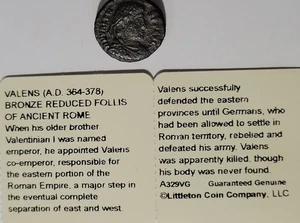 VALENS (A.D. 364-378)
BRONZE REDUCED FOLLIS
OF ANCIENT ROME
When his older brother
Valentinian I was named
emperor, he appointed Valens
co-emperor, responsible for
the eastern portion of the
Roman Empire, a major step in
the eventual complete
separation of east and west.
Valens successfully
defended the eastern
provinces until Germans, who
had been allowed to settle in
Roman territory, rebelled and
defeated his army. Valens
was apparently killed, though
his body was never found.
A329VG Guaranteed Genuine
©Littleton Coin Company, LLC